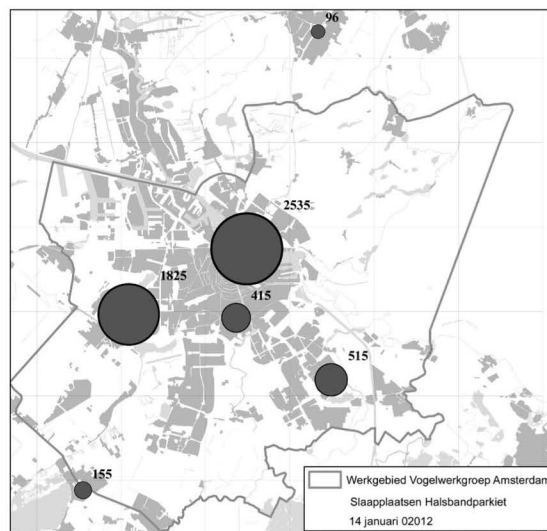 96
2535
1825
415
515
155
Werkgebied Vogelwerkgroep Amsterdam
Slaapplaatsen Halsbandparkiet
14 januari 02012